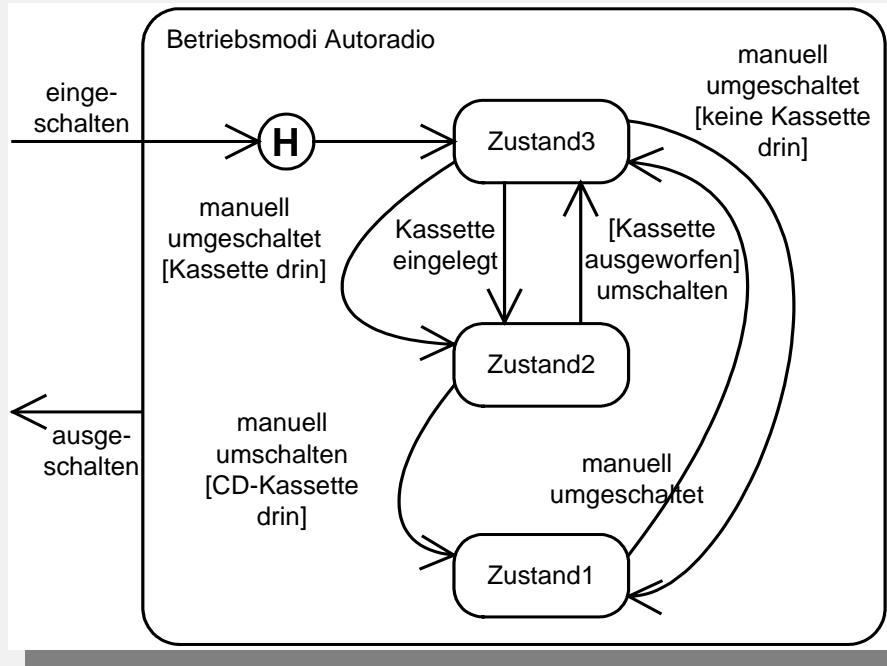 Betriebsmodi Autoradio
manuell
umgeschaltet
[keine Kassette
drin]
einge-
schalten
H
Zustand3
manuell
umgeschaltet
[Kassette drin]
Kassette
eingelegt
[Kassette
ausgeworfen]
umschalten
Zustand2
ausge-
schalten
manuell
umschalten
[CD-Kassette
drin]
manuell
umgeschaltet
Zustand1